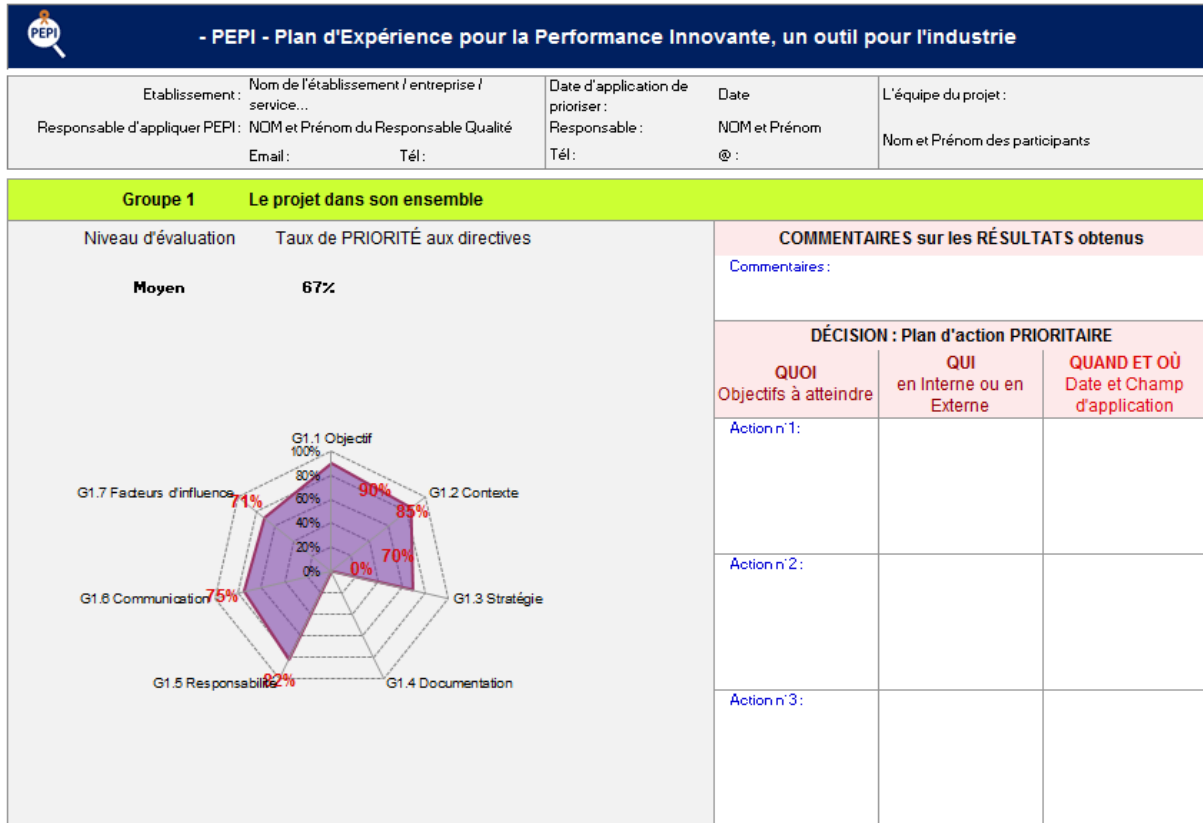 PEPI
- PEPI - Plan d'Expérience pour la Performance Innovante, un outil pour l'industrie
Etablissement :
Nom de l'établissement / entreprise / service...
Date d'application de prioriser :
Date
L'équipe du projet :
Responsable d'appliquer PEPI :
NOM et Prénom du Responsable Qualité
Responsable :
NOM et Prénom
Nom et Prénom des participants
Email :
Tél :
Tél :
@ :
Groupe 1
Le projet dans son ensemble
Niveau d'évaluation
Taux de PRIORITÉ aux directives
Moyen
67%
COMMENTAIRES sur les RÉSULTATS obtenus
Commentaires :
DÉCISION : Plan d'action PRIORITAIRE
QUOI
Objectifs à atteindre
QUI
en Interne ou en
Externe
QUAND ET OÙ
Date et Champ
d'application
Action n°1:
Action n°2:
Action n°3:
G1.1 Objectif
100%
80%
60%
40%
20%
0%
90%
85%
70%
0%
82%
75%
71%
G1.2 Contexte
G1.3 Stratégie
G1.4 Documentation
G1.5 Responsabilité
G1.6 Communication
G1.7 Facteurs d'influence